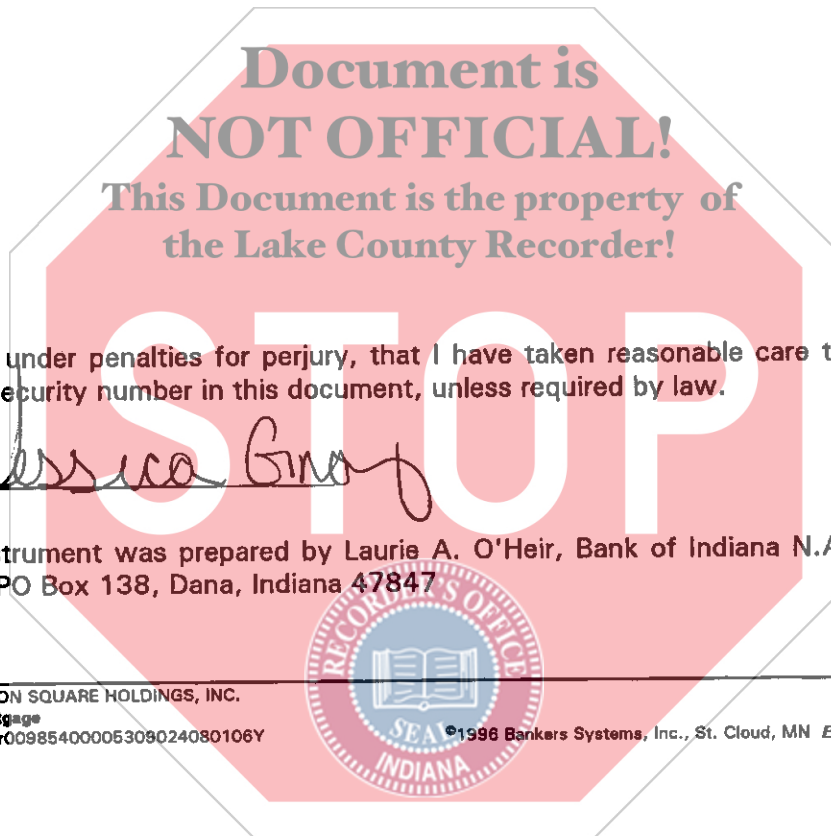 Document is
NOT OFFICIAL!
This Document is the property of
the Lake County Recorder!
STOP
under penalties for perjury, that I have taken reasonable care t
ecurity number in this document, unless required by law.
essica
trument was prepared by Laurie A. O'Heir, Bank of Indiana N.A
PO Box 138, Dana, Indiana 47847
RECORDER'S OFFICE
SEAL
INDIANA
ON SQUARE HOLDINGS, INC.
tgage
r00985400005309024080106Y
©1996 Bankers Systems, Inc., St. Cloud, MN E